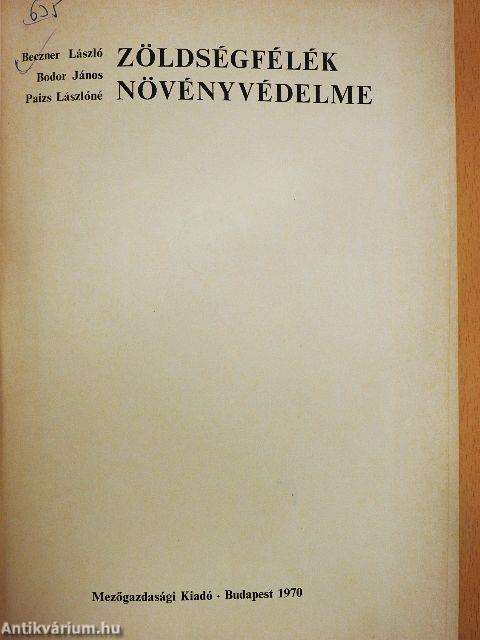 635
Beczner László
Bodor János
Paizs Lászlóné
ZÖLDSÉGFÉLÉK
NÖVÉNYVÉDELME
Mezőgazdasági Kiadó · Budapest 1970
Antikvárium.hu